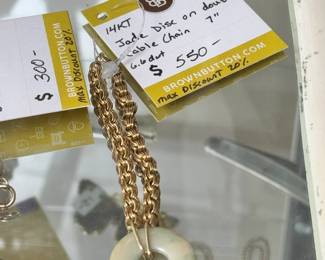 $ 300-
BROWNBUTTON.COM
MAX DISCOUNT 20%
14KT
Jade Disc on doub
cable chain 7"
6.6dwt
$ 550-
BROWNBUTTON.COM
MAX DISCOUNT 20%